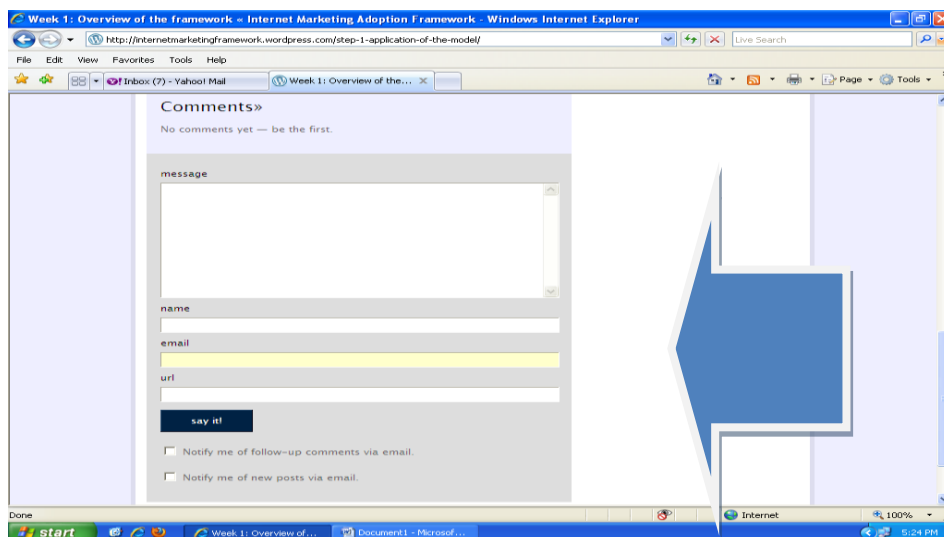 Week 1: Overview of the framework « Internet Marketing Adoption Framework - Windows Internet Explorer
http://internetmarketingframework.wordpress.com/step-1-application-of-the-model/
Live Search
File Edit View Favorites Tools Help
Inbox (7) - Yahoo! Mail
Week 1: Overview of the...
Page
Tools
Comments»
No comments yet — be the first.
message
name
email
url
say it!
Notify me of follow-up comments via email.
Notify me of new posts via email.
Done
Internet
100%
start
Week 1: Overview of...
Document1 - Microsof...
5:24 PM